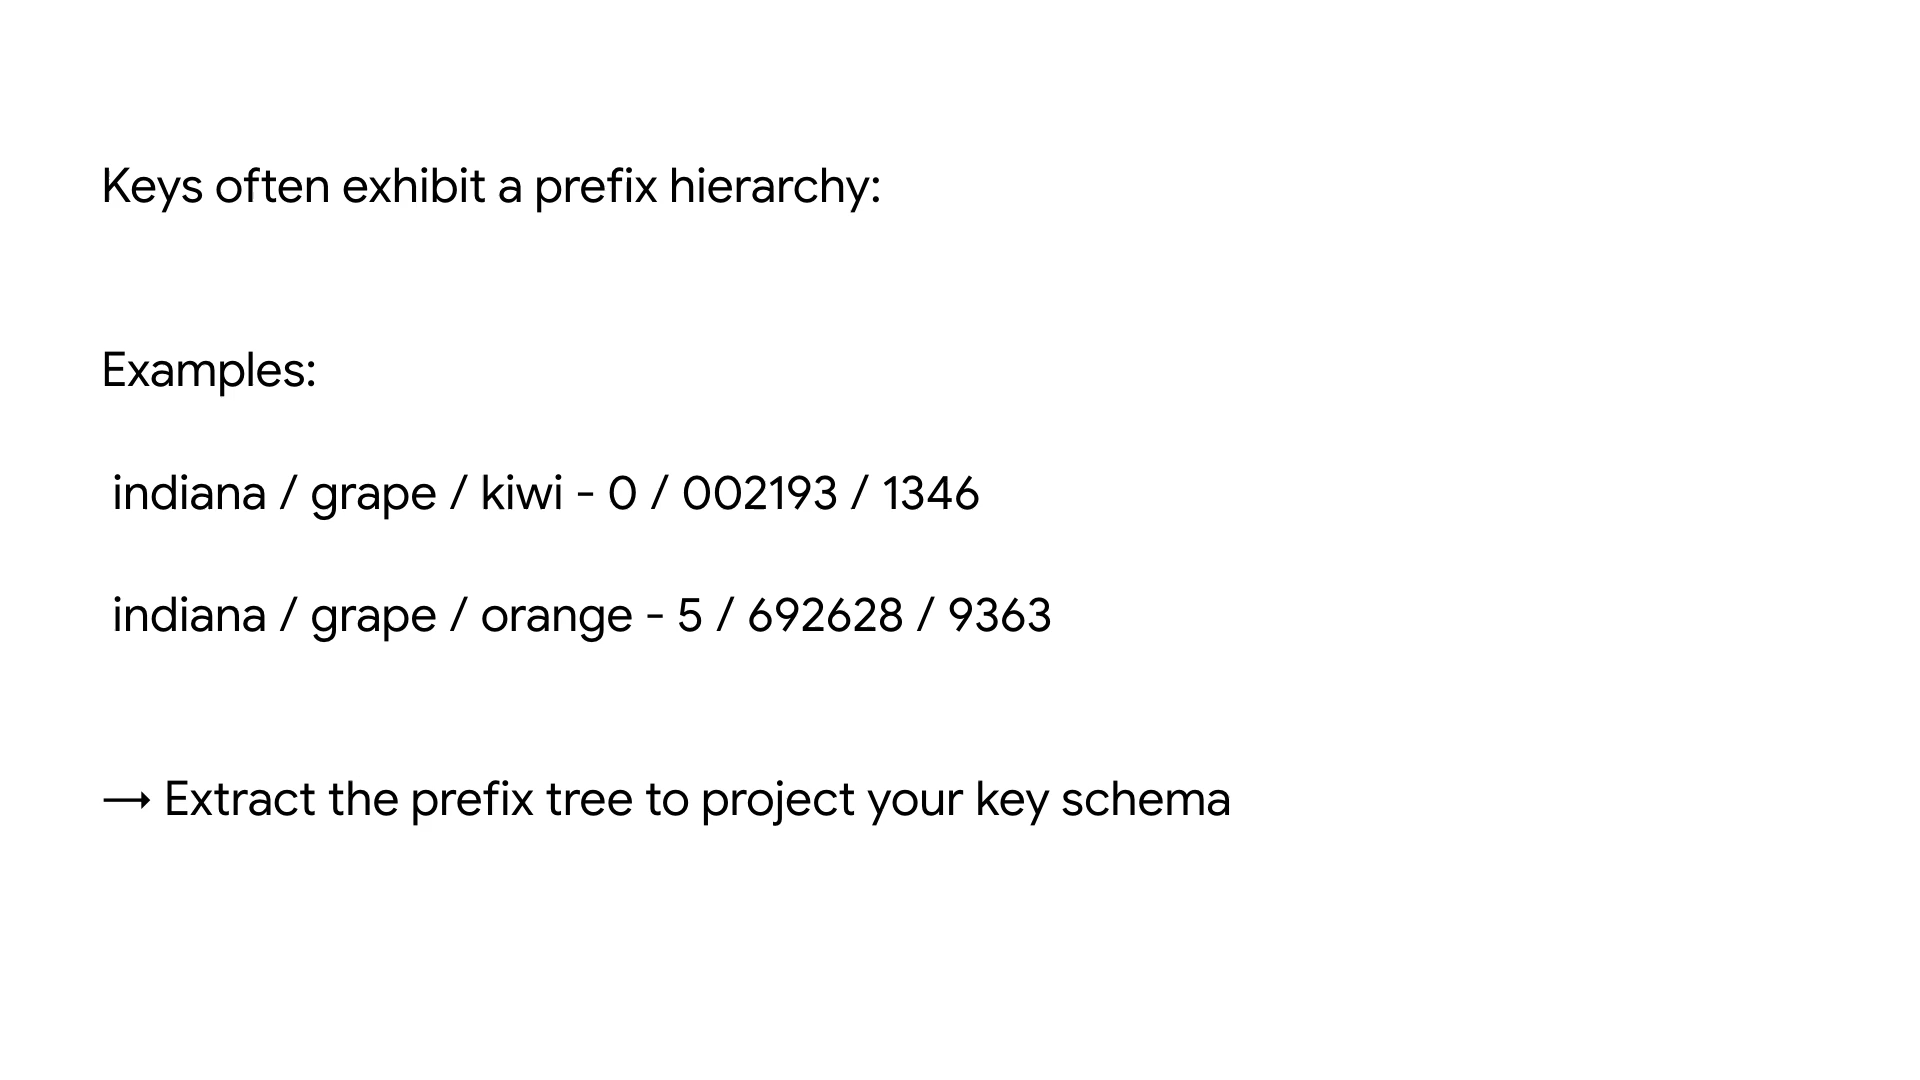 Keys often exhibit a prefix hierarchy:
Examples:
indiana / grape / kiwi - 0 / 002193 / 1346
indiana / grape / orange - 5 / 692628 / 9363
→ Extract the prefix tree to project your key schema